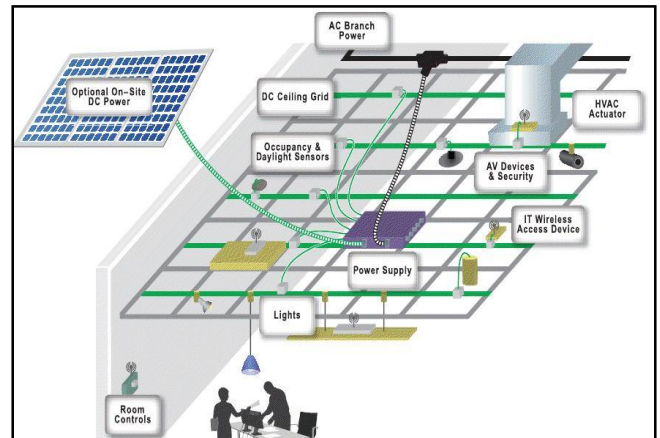 AC Branch
Power
Optional On-Site
DC Power
DC Ceiling Grid
HVAC
Actuator
Occupancy &
Daylight Sensors
AV Devices
& Security
IT Wireless
Access Device
Power Supply
Lights
Room
Controls